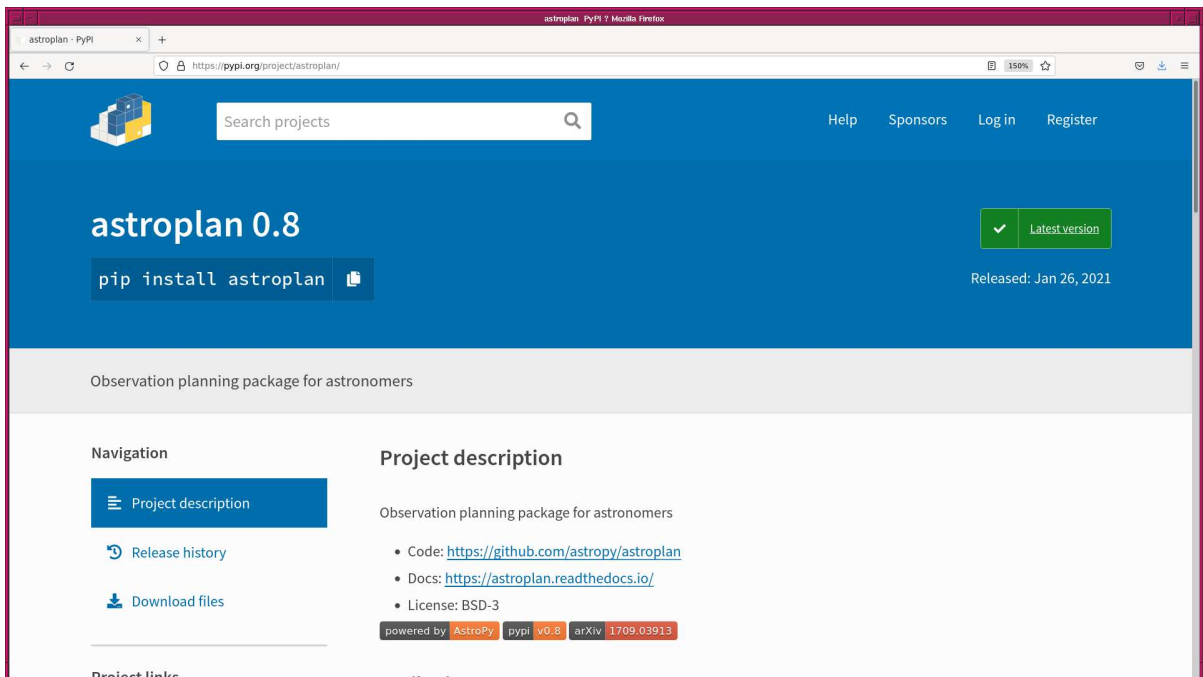 astroplan PyPI ? Mozilla Firefox
astroplan · PyPI × +
https://pypi.org/project/astroplan/ 150%
Search projects
Help Sponsors Log in Register
astroplan 0.8
Latest version
pip install astroplan
Released: Jan 26, 2021
Observation planning package for astronomers
Navigation
Project description
Release history
Download files
Project links
Project description
Observation planning package for astronomers
• Code: https://github.com/astropy/astroplan
• Docs: https://astroplan.readthedocs.io/
• License: BSD-3
powered by AstroPy pypi v0.8 arXiv 1709.03913